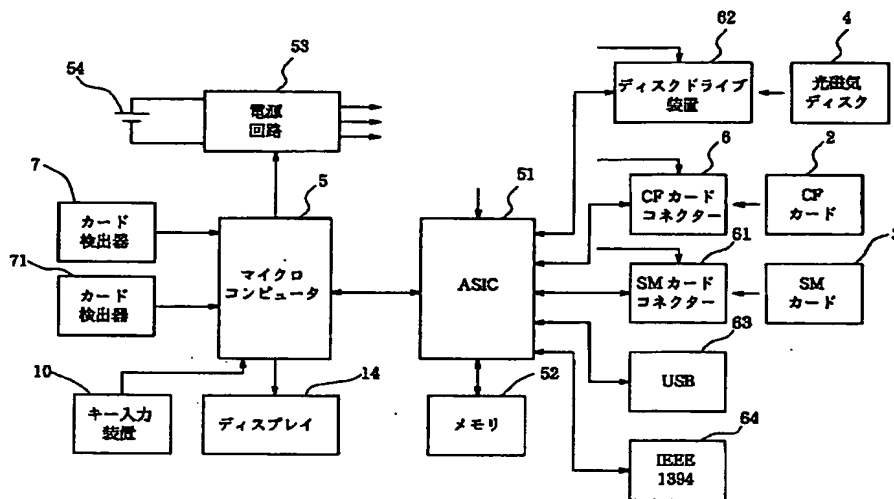 53
54
電源
回路
62
4
ディスクドライブ
装置
光磁気
ディスク
7
カード
検出器
5
51
6
2
CF カード
コネクター
CF
カード
71
カード
検出器
マイクロ
コンピュータ
ASIC
61
3
SM カード
コネクター
SM
カード
63
USB
10
キー入力
装置
14
ディスプレイ
52
メモリ
64
IEEE
1394